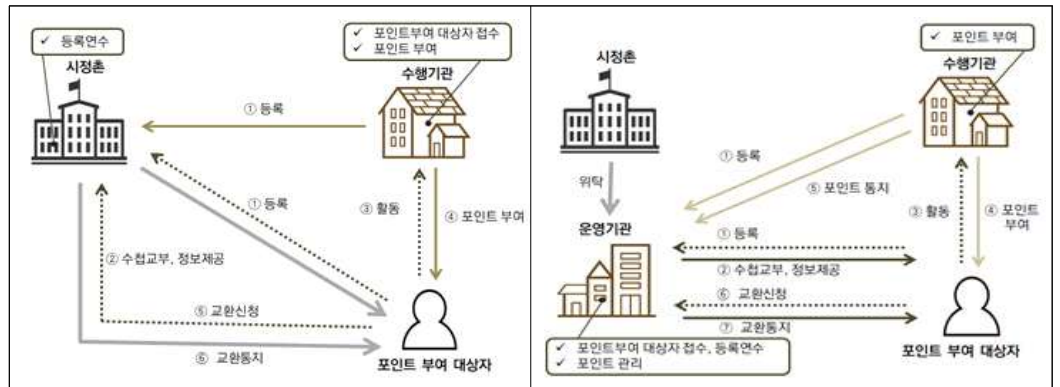 ✓ 등록연수
시정촌
✓ 포인트부여 대상자 접수
✓ 포인트 부여
수행기관
① 등록
① 등록
③ 활동
④ 포인트 부여
② 수첩교부, 정보제공
⑤ 교환신청
⑥ 교환통지
포인트 부여 대상자
✓ 포인트 부여
시정촌
수행기관
위탁
① 등록
⑤ 포인트 통지
③ 활동
④ 포인트
부여
운영기관
① 등록
② 수첩교부, 정보제공
⑥ 교환신청
⑦ 교환통지
✓ 포인트부여 대상자 접수, 등록연수
✓ 포인트 관리
포인트 부여 대상자